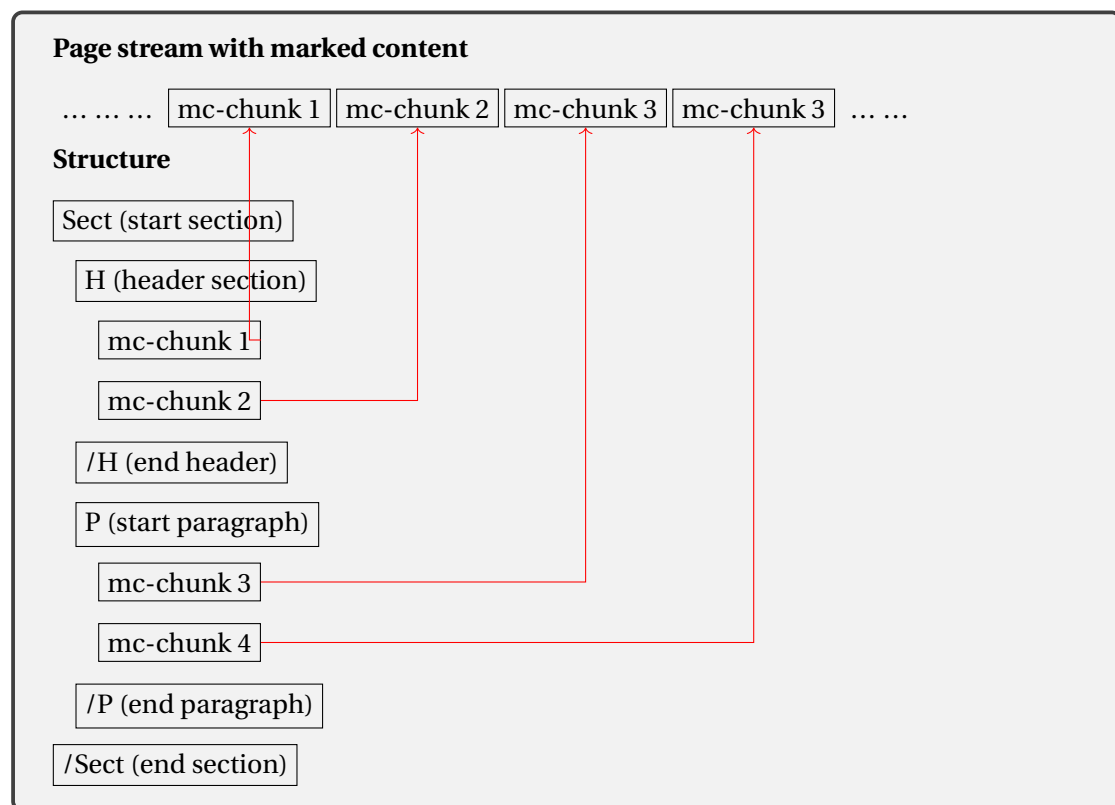 Page stream with marked content
… … … mc-chunk 1 mc-chunk 2 mc-chunk 3 mc-chunk 3 … …
Structure
Sect (start section)
H (header section)
mc-chunk 1
mc-chunk 2
/H (end header)
P (start paragraph)
mc-chunk 3
mc-chunk 4
/P (end paragraph)
/Sect (end section)